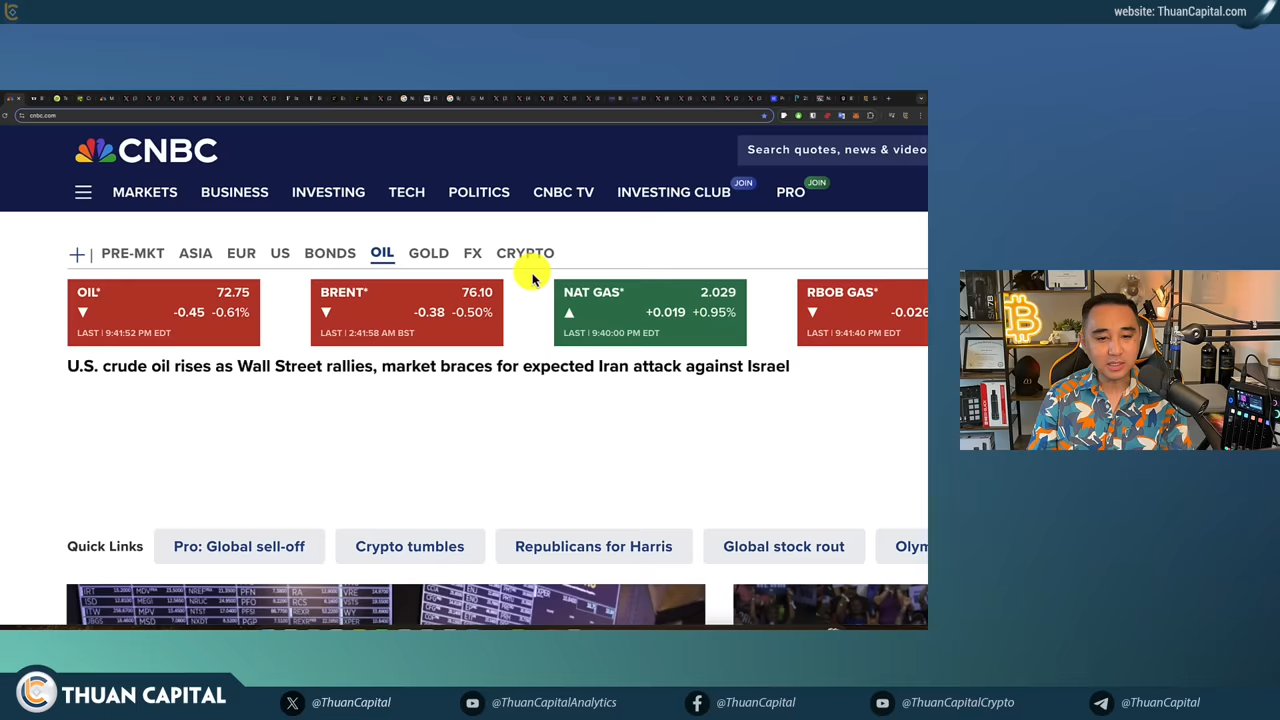 website: ThuanCapital.com
cnbc.com
CNBC
Search quotes, news & video
MARKETS BUSINESS INVESTING TECH POLITICS CNBC TV INVESTING CLUB JOIN PRO JOIN
PRE-MKT ASIA EUR US BONDS OIL GOLD FX CRYPTO
OIL* 72.75
-0.45 -0.61%
LAST | 9:41:52 PM EDT
BRENT* 76.10
-0.38 -0.50%
LAST | 2:41:58 AM BST
NAT GAS* 2.029
+0.019 +0.95%
LAST | 9:40:00 PM EDT
RBOB GAS*
-0.026
LAST | 9:41:40 PM EDT
U.S. crude oil rises as Wall Street rallies, market braces for expected Iran attack against Israel
Quick Links Pro: Global sell-off Crypto tumbles Republicans for Harris Global stock rout Olym
THUAN CAPITAL
@ThuanCapital @ThuanCapitalAnalytics @ThuanCapital @ThuanCapitalCrypto @ThuanCapital